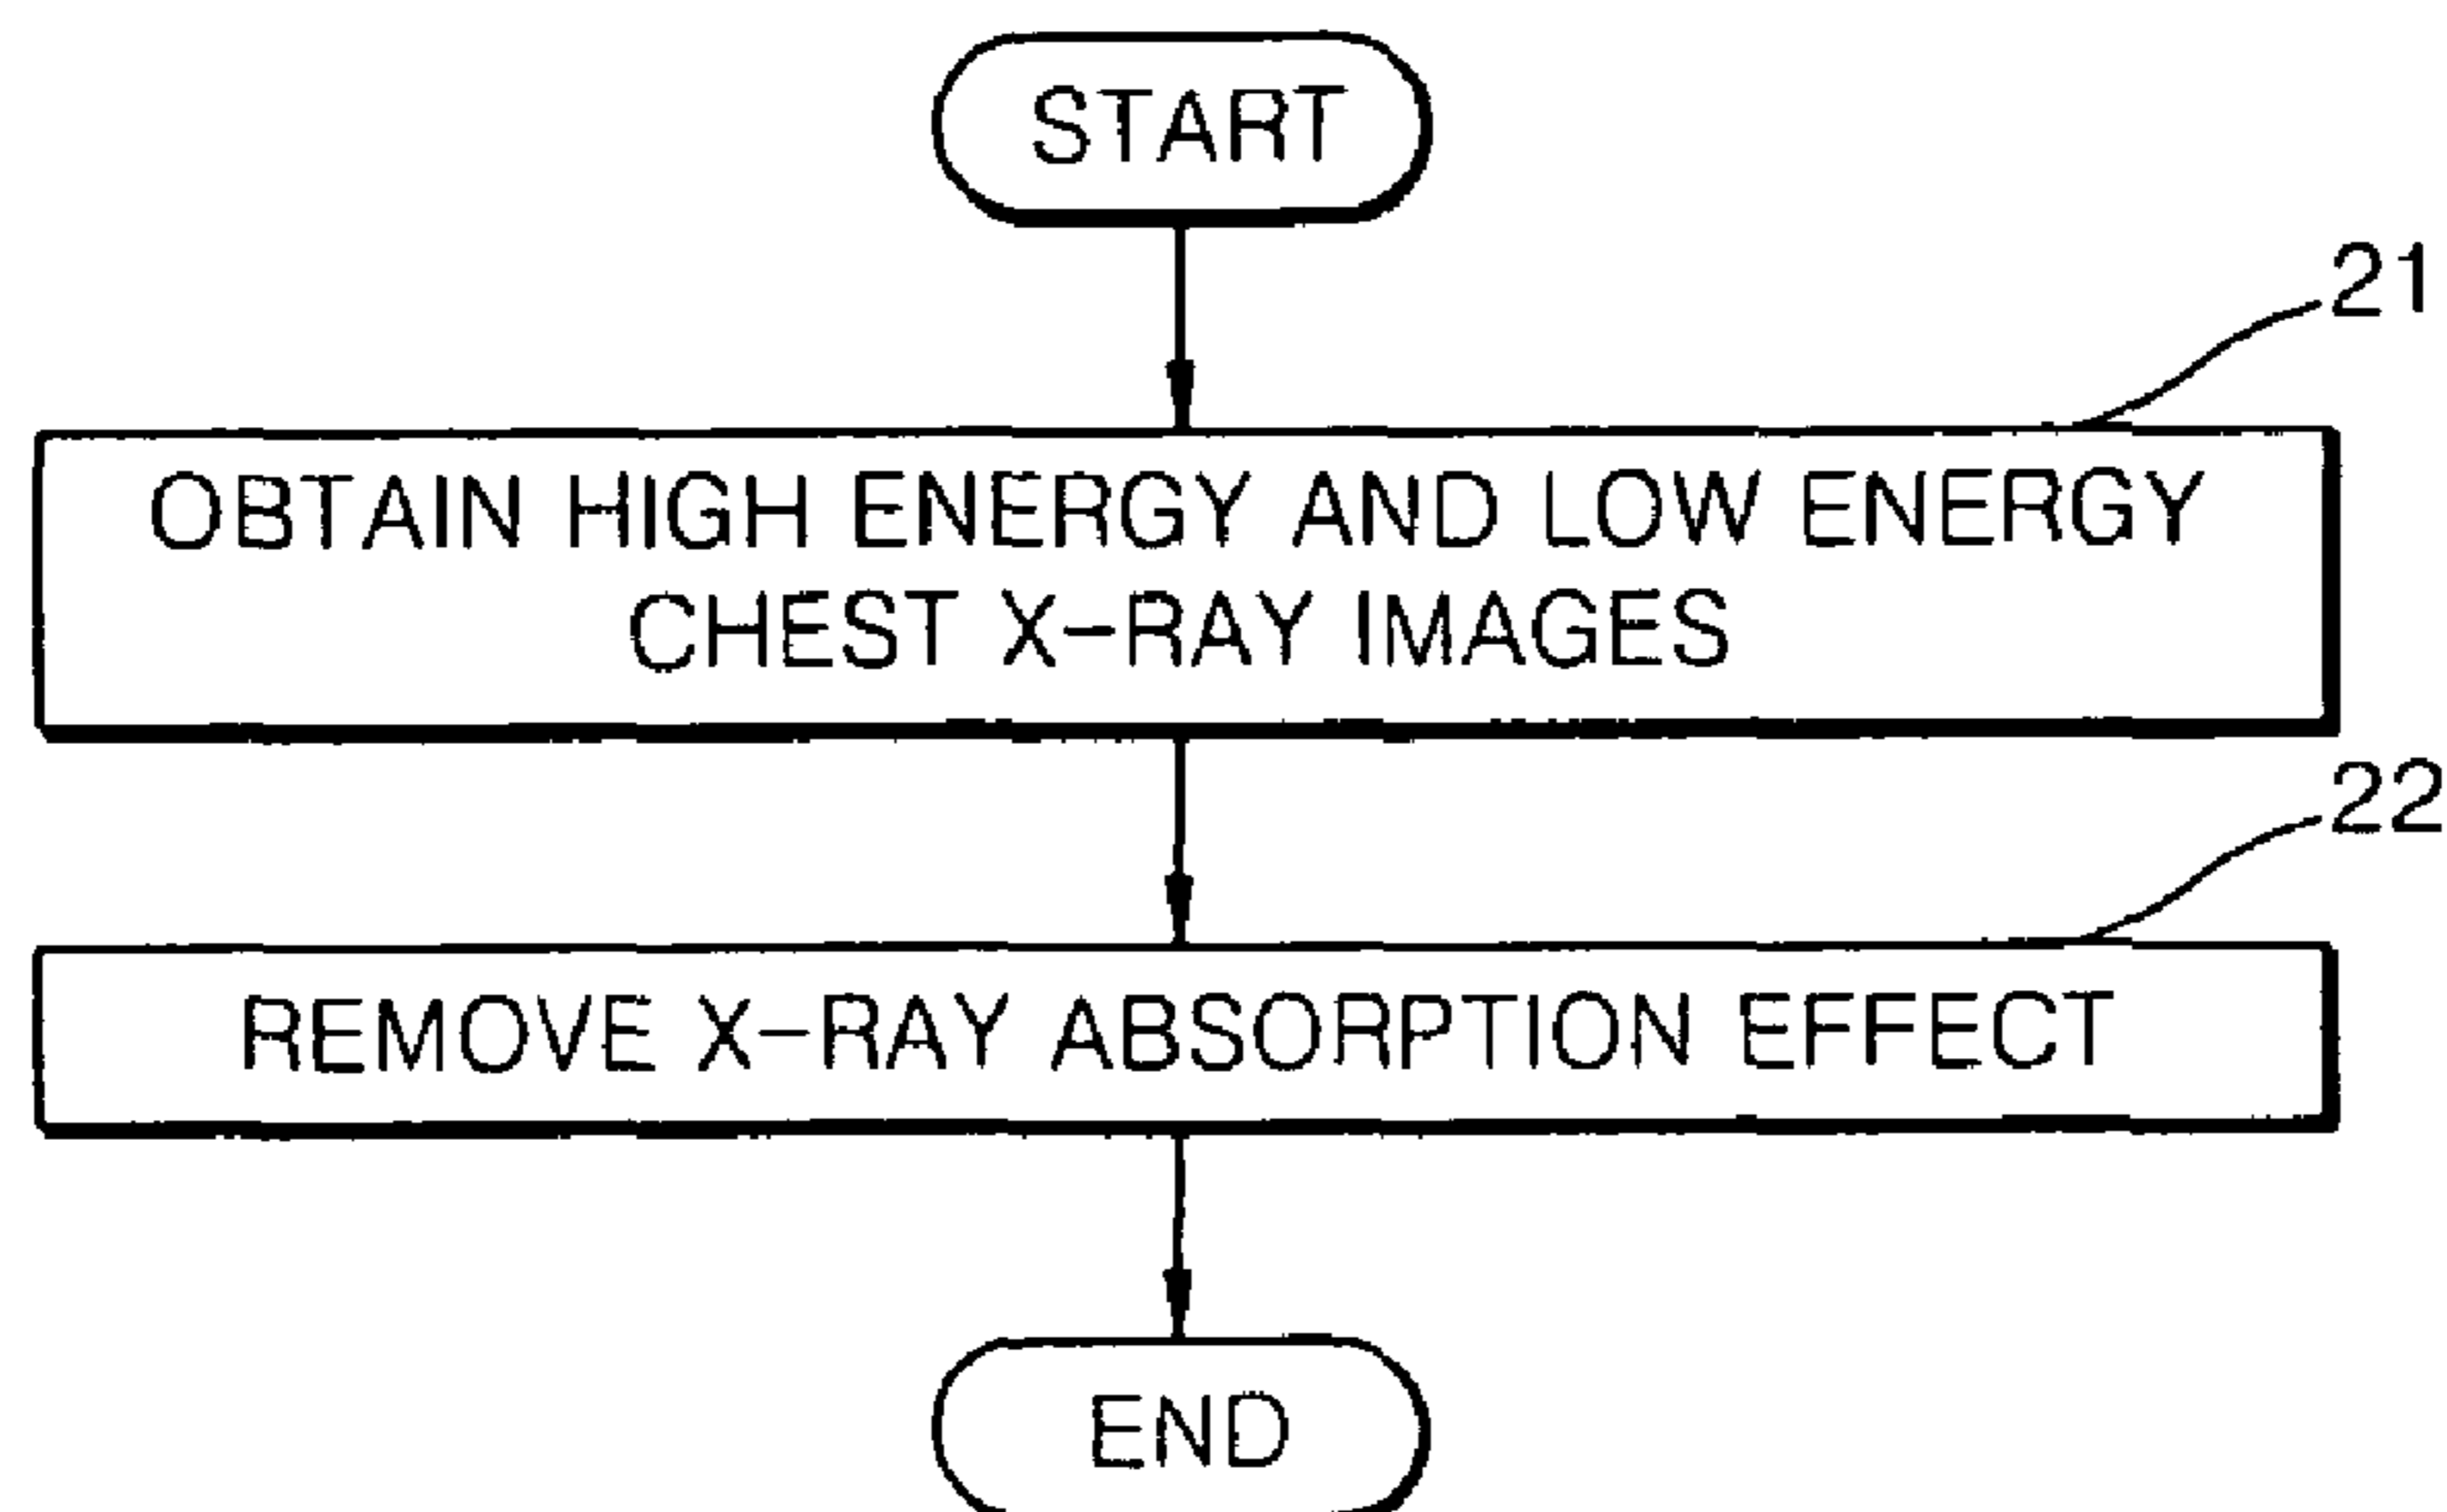 START
21
OBTAIN HIGH ENERGY AND LOW ENERGY
CHEST X-RAY IMAGES
22
REMOVE X-RAY ABSORPTION EFFECT
END